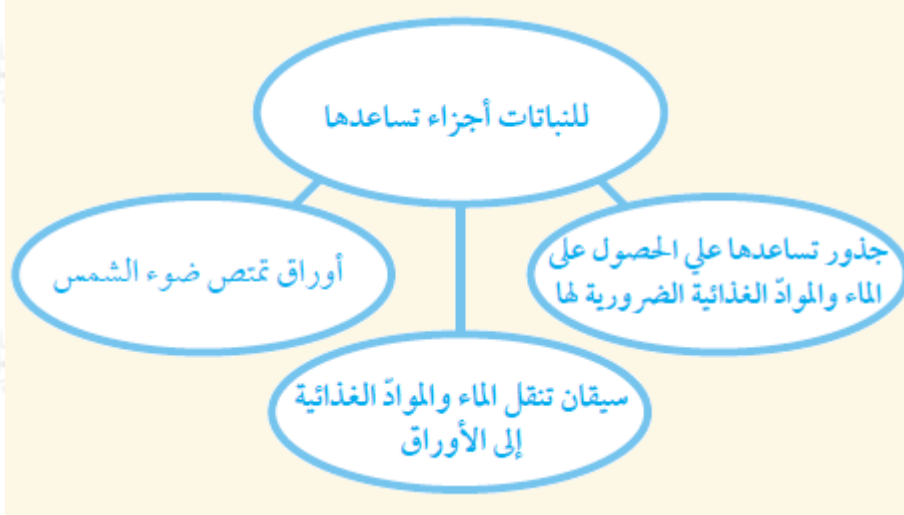 للنباتات أجزاء تساعدها
جذور تساعدها علي الحصول على
الماء والموادّ الغذائية الضرورية لها
أوراق تمتص ضوء الشمس
سيقان تنقل الماء والموادّ الغذائية
إلى الأوراق